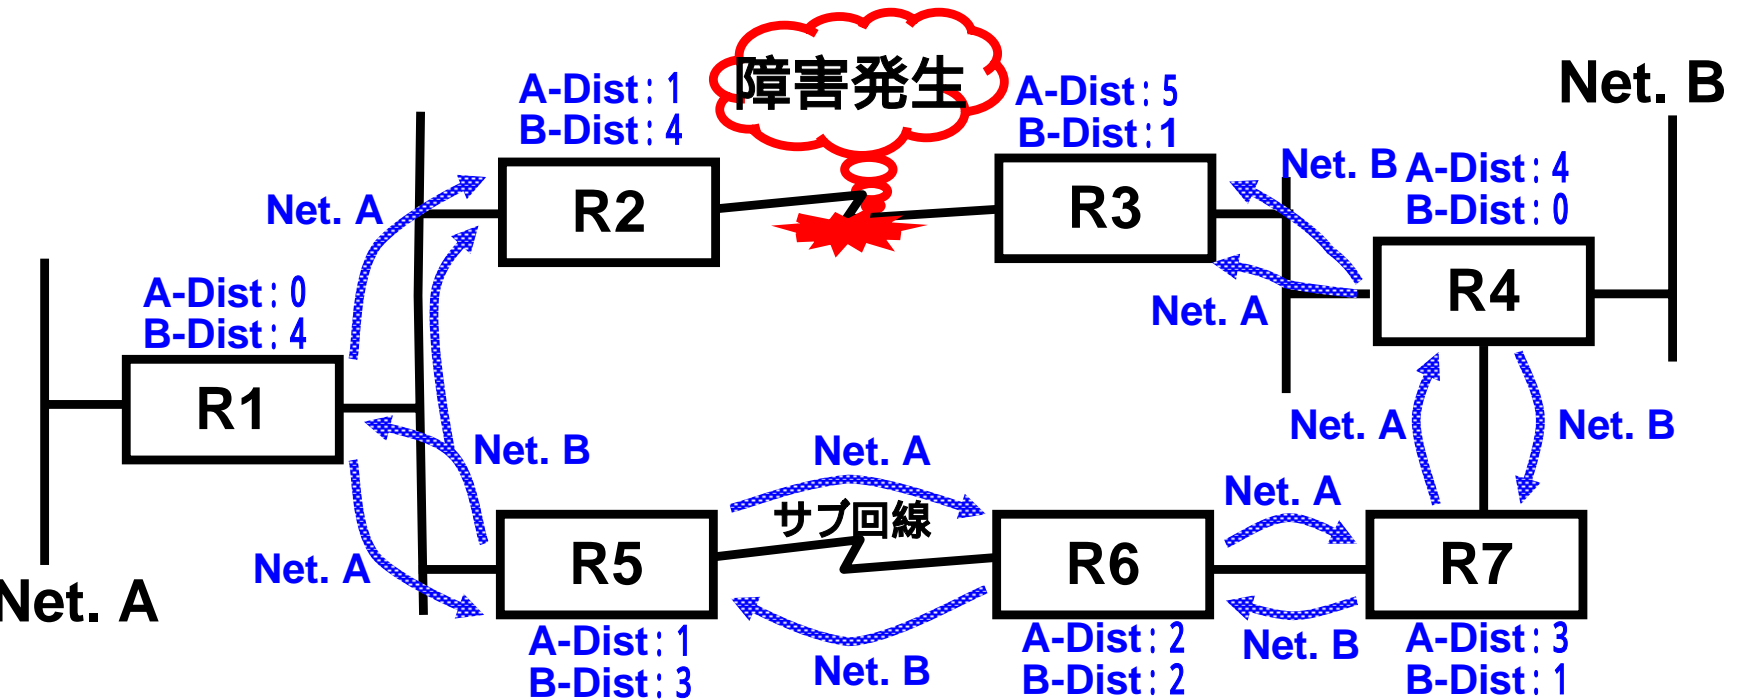 障害発生
Net. B
A-Dist：1
B-Dist：4
A-Dist：5
B-Dist：1
Net. B
A-Dist：4
B-Dist：0
Net. A
R2
R3
R4
A-Dist：0
B-Dist：4
Net. A
R1
Net. B
Net. A
Net. A
Net. B
サブ回線
Net. A
Net. A
R5
R6
R7
Net. A
A-Dist：1
B-Dist：3
Net. B
A-Dist：2
B-Dist：2
Net. B
A-Dist：3
B-Dist：1